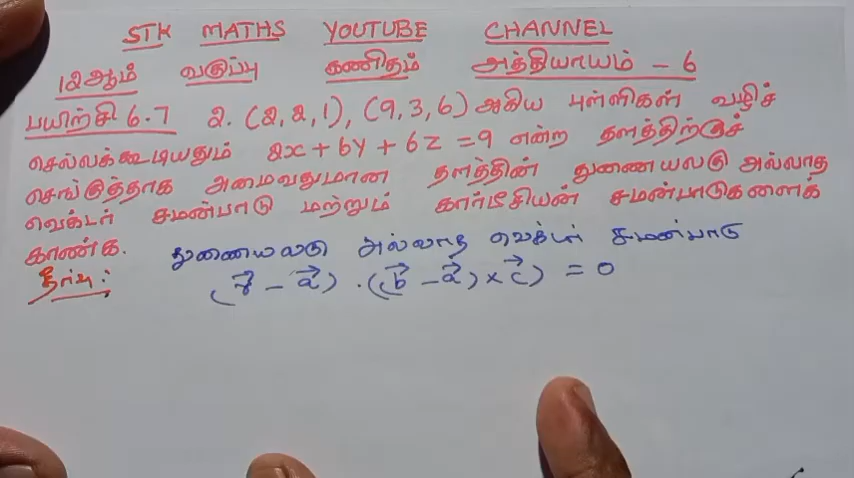 STK MATHS YOUTUBE CHANNEL
12ஆம் வகுப்பு கணிதம் அத்தியாயம் - 6
பயிற்சி 6.7 2. (2,2,1), (9,3,6) ஆகிய புள்ளிகள் வழிச்
செல்லக்கூடியதும் 2x + 6y + 6z = 9 என்ற தளத்திற்குச்
செங்குத்தாக அமைவதுமான தளத்தின் துணையலகு அல்லாத
வெக்டர் சமன்பாடு மற்றும் கார்டீசியன் சமன்பாடுகளைக்
காண்க. துணையலகு அல்லாத வெக்டர் சமன்பாடு
தீர்வு: (r⃗ - a⃗) . (b⃗ - a⃗) × c⃗) = 0